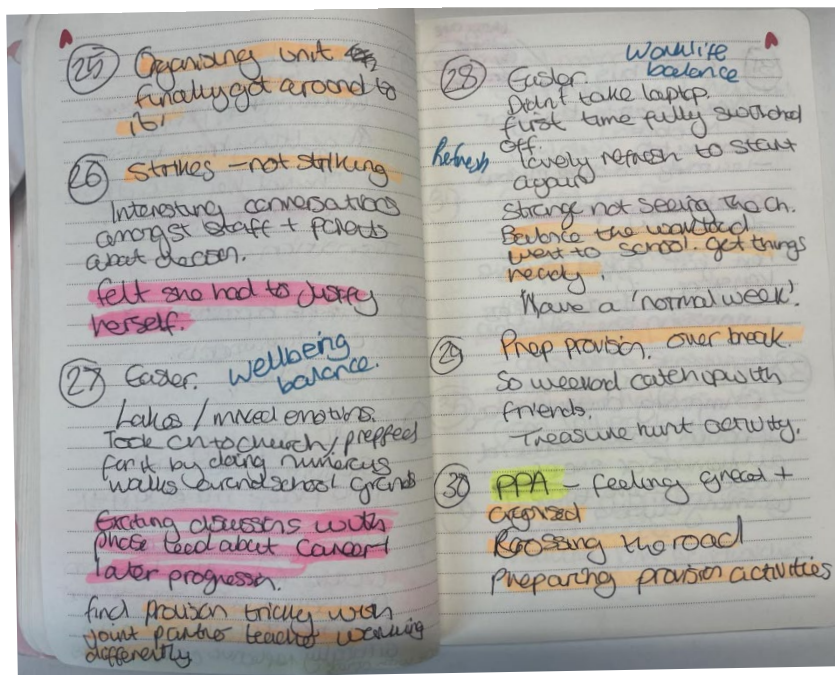 25 Organising unit
finally got around to
it!
26 Strikes - not striking
Interesting conversations
amongst staff + parents
about decision.
felt she had to justify
herself.
27 Easter. Wellbeing
balance.
Lakes / mixed emotions.
Took ch to church / prepped
for it by doing numerous
walks around school grounds
Exciting discussions with
phase lead about career
later progression.
find provision tricky with
joint partner teacher working
differently
28 Easter. Worklife
balance
Didn't take laptop.
first time fully switched
off.
Refresh lovely refresh to start
again
Strange not seeing the ch.
Balance the workload
went to school. get things
ready.
Have a 'normal week'.
29 Prep provision. over break.
So weekend catch up with
friends.
Treasure hunt activity.
30 PPA - feeling great +
organised
Crossing the road
Preparing provision activities